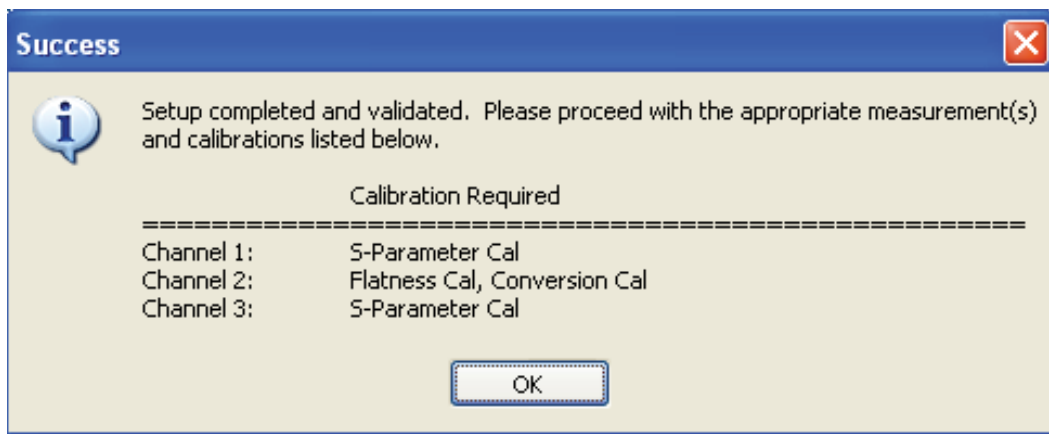 Success
Setup completed and validated.  Please proceed with the appropriate measurement(s)
and calibrations listed below.
Calibration Required
===================================================
Channel 1: S-Parameter Cal
Channel 2: Flatness Cal, Conversion Cal
Channel 3: S-Parameter Cal
OK